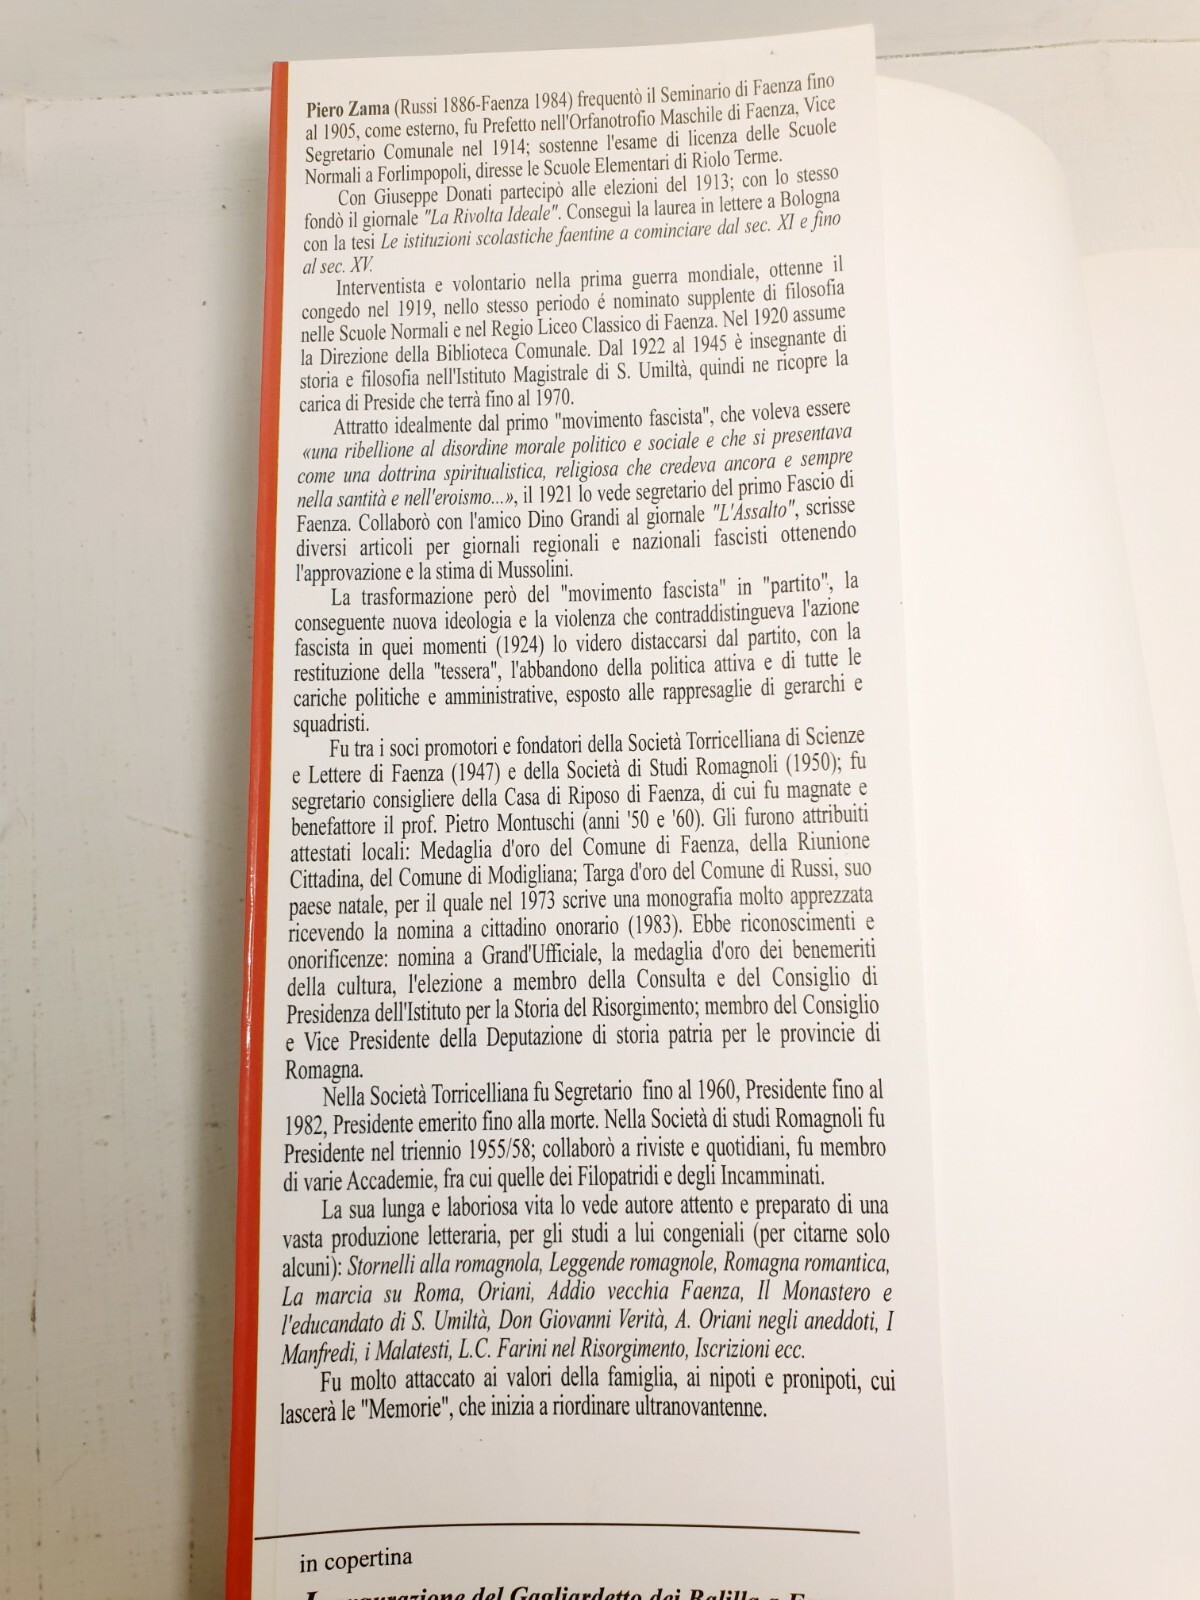 Piero Zama (Russi 1886-Faenza 1984) frequentò il Seminario di Faenza fino
al 1905, come esterno, fu Prefetto nell'Orfanotrofio Maschile di Faenza, Vice
Segretario Comunale nel 1914; sostenne l'esame di licenza delle Scuole
Normali a Forlimpopoli, diresse le Scuole Elementari di Riolo Terme.
Con Giuseppe Donati partecipò alle elezioni del 1913; con lo stesso
fondò il giornale "La Rivolta Ideale". Conseguì la laurea in lettere a Bologna
con la tesi Le istituzioni scolastiche faentine a cominciare dal sec. XI e fino
al sec. XV.
Interventista e volontario nella prima guerra mondiale, ottenne il
congedo nel 1919, nello stesso periodo é nominato supplente di filosofia
nelle Scuole Normali e nel Regio Liceo Classico di Faenza. Nel 1920 assume
la Direzione della Biblioteca Comunale. Dal 1922 al 1945 è insegnante di
storia e filosofia nell'Istituto Magistrale di S. Umiltà, quindi ne ricopre la
carica di Preside che terrà fino al 1970.
Attratto idealmente dal primo "movimento fascista", che voleva essere
«una ribellione al disordine morale politico e sociale e che si presentava
come una dottrina spiritualistica, religiosa che credeva ancora e sempre
nella santità e nell'eroismo...», il 1921 lo vede segretario del primo Fascio di
Faenza. Collaborò con l'amico Dino Grandi al giornale "L'Assalto", scrisse
diversi articoli per giornali regionali e nazionali fascisti ottenendo
l'approvazione e la stima di Mussolini.
La trasformazione però del "movimento fascista" in "partito", la
conseguente nuova ideologia e la violenza che contraddistingueva l'azione
fascista in quei momenti (1924) lo videro distaccarsi dal partito, con la
restituzione della "tessera", l'abbandono della politica attiva e di tutte le
cariche politiche e amministrative, esposto alle rappresaglie di gerarchi e
squadristi.
Fu tra i soci promotori e fondatori della Società Torricelliana di Scienze
e Lettere di Faenza (1947) e della Società di Studi Romagnoli (1950); fu
segretario consigliere della Casa di Riposo di Faenza, di cui fu magnate e
benefattore il prof. Pietro Montuschi (anni '50 e '60). Gli furono attribuiti
attestati locali: Medaglia d'oro del Comune di Faenza, della Riunione
Cittadina, del Comune di Modigliana; Targa d'oro del Comune di Russi, suo
paese natale, per il quale nel 1973 scrive una monografia molto apprezzata
ricevendo la nomina a cittadino onorario (1983). Ebbe riconoscimenti e
onorificenze: nomina a Grand'Ufficiale, la medaglia d'oro dei benemeriti
della cultura, l'elezione a membro della Consulta e del Consiglio di
Presidenza dell'Istituto per la Storia del Risorgimento; membro del Consiglio
e Vice Presidente della Deputazione di storia patria per le provincie di
Romagna.
Nella Società Torricelliana fu Segretario fino al 1960, Presidente fino al
1982, Presidente emerito fino alla morte. Nella Società di studi Romagnoli fu
Presidente nel triennio 1955/58; collaborò a riviste e quotidiani, fu membro
di varie Accademie, fra cui quelle dei Filopatridi e degli Incamminati.
La sua lunga e laboriosa vita lo vede autore attento e preparato di una
vasta produzione letteraria, per gli studi a lui congeniali (per citarne solo
alcuni): Stornelli alla romagnola, Leggende romagnole, Romagna romantica,
La marcia su Roma, Oriani, Addio vecchia Faenza, Il Monastero e
l'educandato di S. Umiltà, Don Giovanni Verità, A. Oriani negli aneddoti, I
Manfredi, i Malatesti, L.C. Farini nel Risorgimento, Iscrizioni ecc.
Fu molto attaccato ai valori della famiglia, ai nipoti e pronipoti, cui
lascerà le "Memorie", che inizia a riordinare ultranovantenne.
in copertina
Inaugurazione del Gagliardetto dei Balilla a